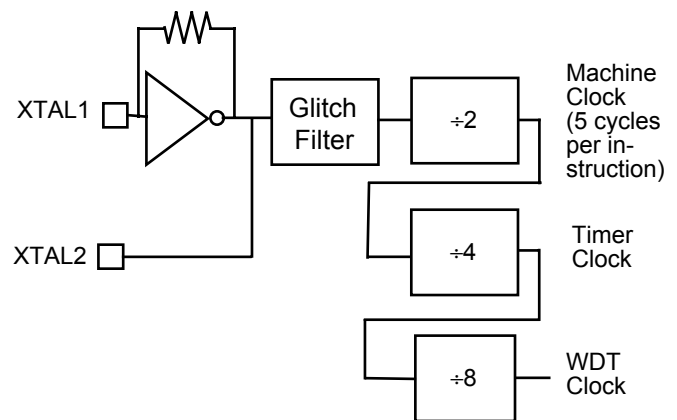 XTAL1
XTAL2
Glitch
Filter
÷2
Machine
Clock
(5 cycles
per in-
struction)
÷4
Timer
Clock
÷8
WDT
Clock